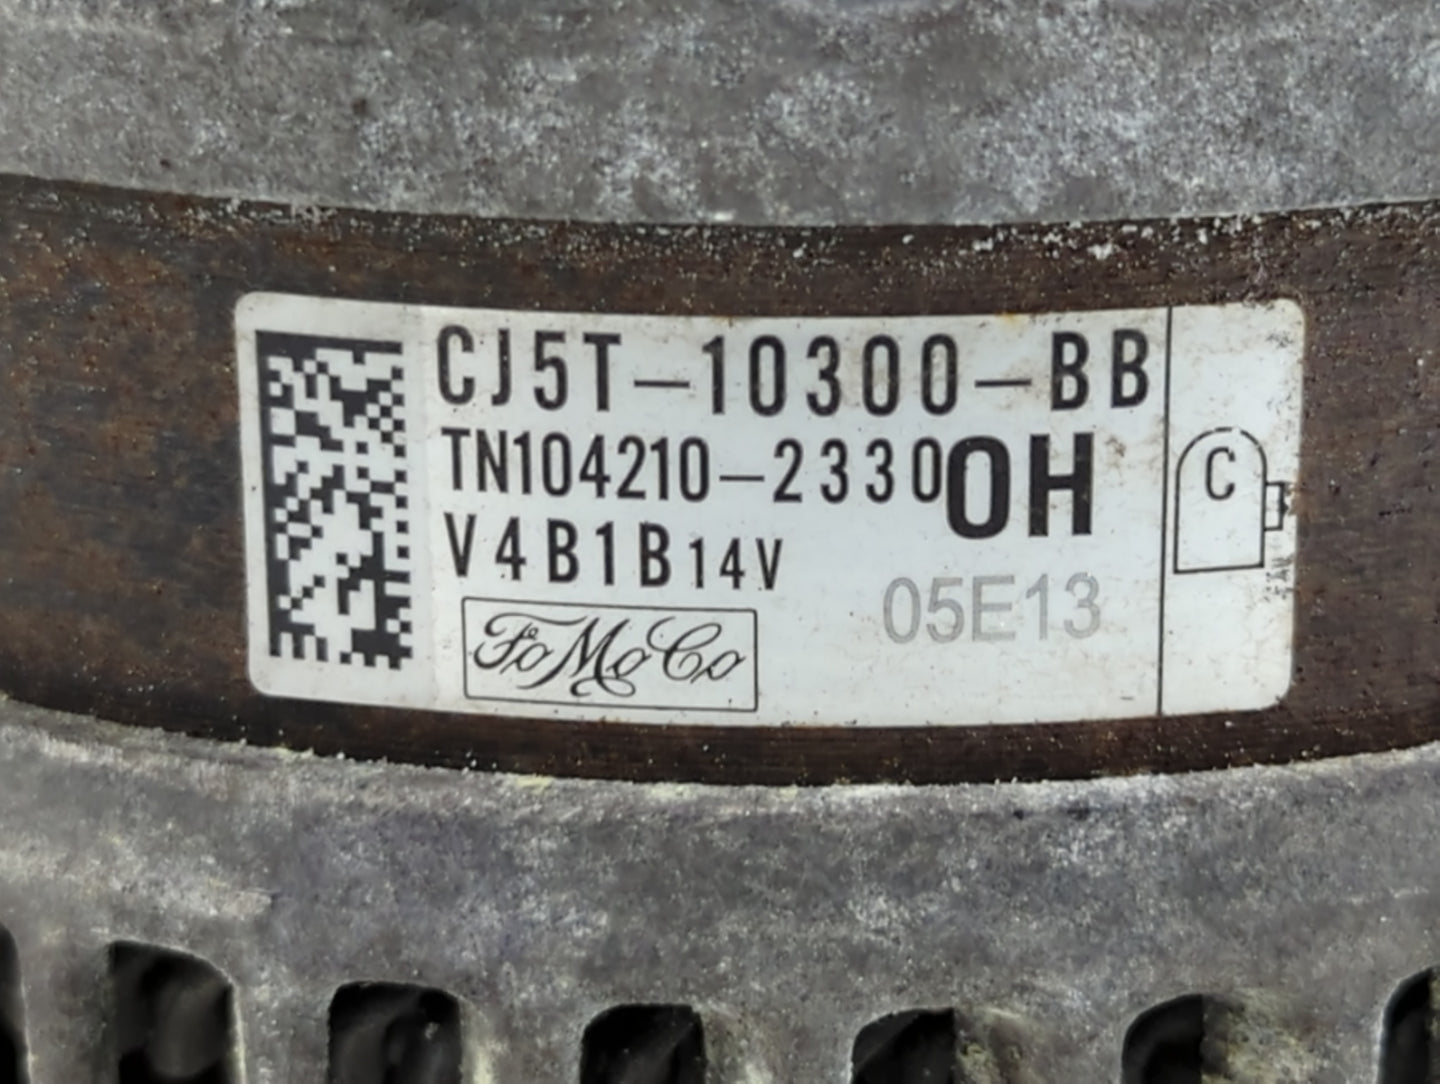 CJ5T-10300-BB
TN104210-2330 OH
V4B1B 14V
05E13
FoMoCo
C